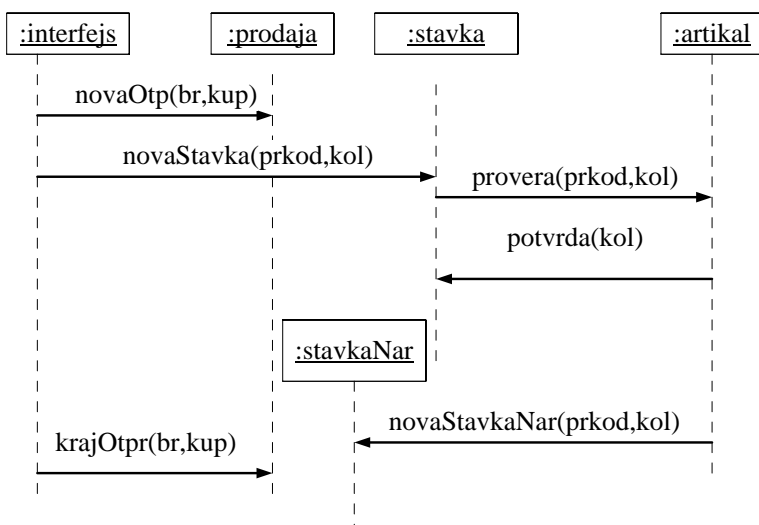 :interfejs
:prodaja
:stavka
:artikal
novaOtp(br,kup)
novaStavka(prkod,kol)
provera(prkod,kol)
potvrda(kol)
:stavkaNar
novaStavkaNar(prkod,kol)
krajOtpr(br,kup)